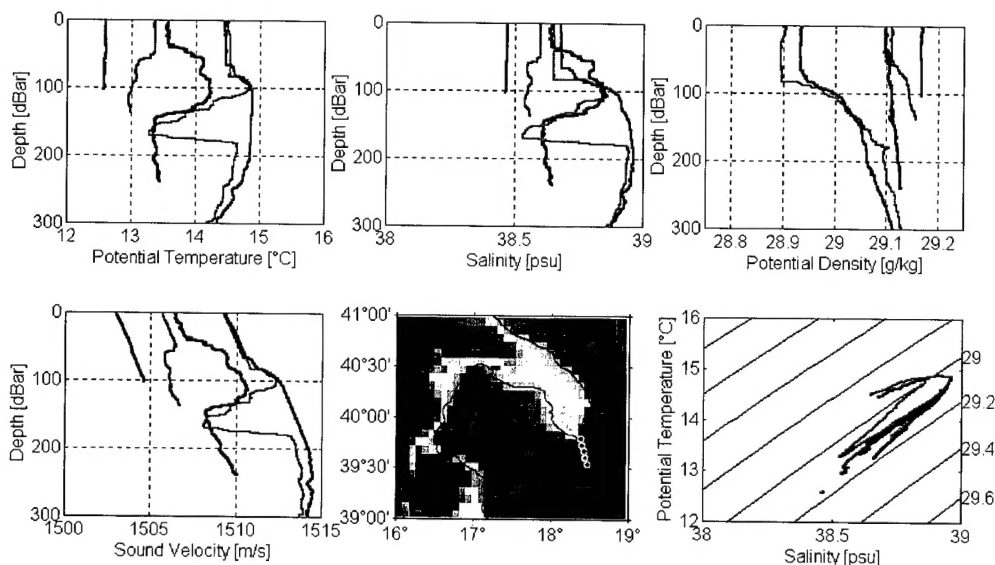 0
100
200
300
Depth [dBar]
12 13 14 15 16
Potential Temperature [°C]
0
100
200
300
Depth [dBar]
38 38.5 39
Salinity [psu]
0
100
200
300
Depth [dBar]
28.8 28.9 29 29.1 29.2
Potential Density [g/kg]
0
100
200
300
Depth [dBar]
1500 1505 1510 1515
Sound Velocity [m/s]
41°00'
40°30'
40°00'
39°30'
39°00'
16° 17° 18° 19°
16
15
14
13
12
Potential Temperature [°C]
29
29.2
29.4
29.6
38 38.5 39
Salinity [psu]